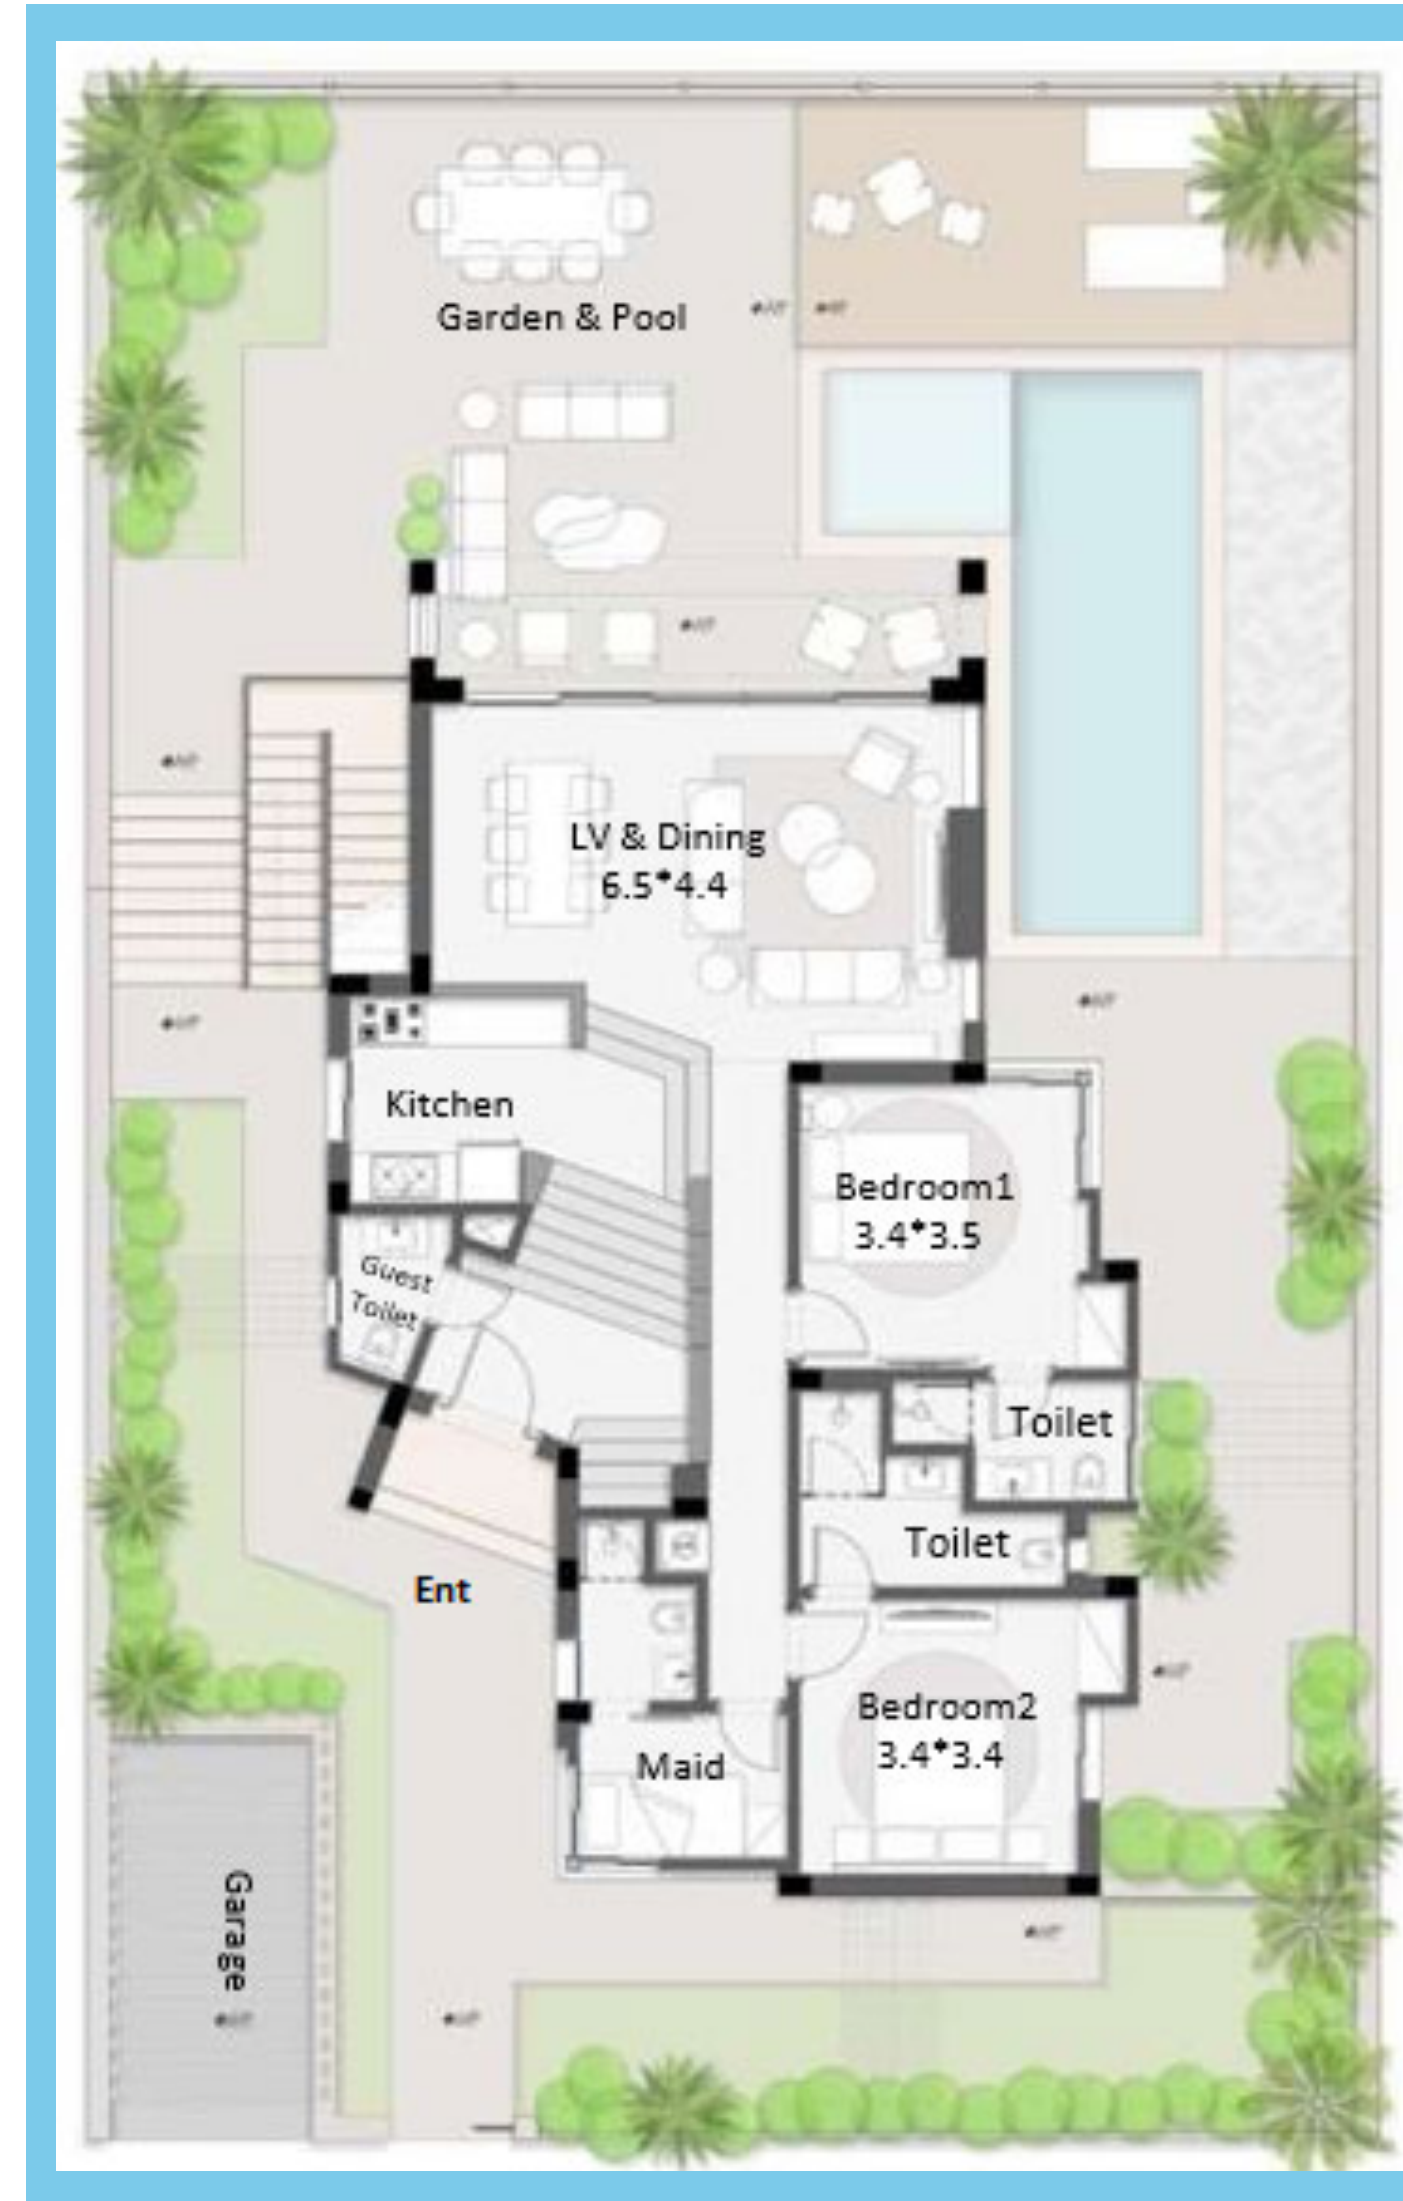 Garden & Pool
LV & Dining
6.5*4.4
Kitchen
Bedroom1
3.4*3.5
Guest
Toilet
Toilet
Toilet
Ent
Bedroom2
3.4*3.4
Maid
Garage